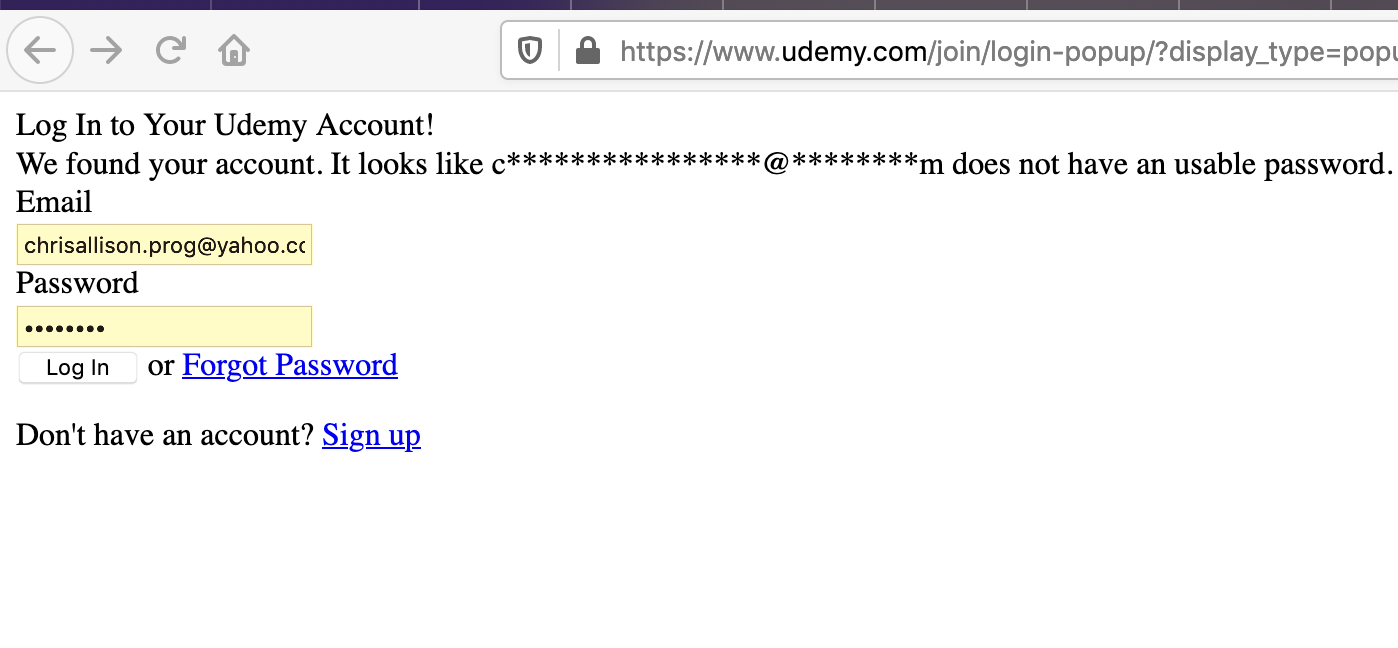 https://www.udemy.com/join/login-popup/?display_type=popu
Log In to Your Udemy Account!
We found your account. It looks like c****************@********m does not have an usable password.
Email
chrisallison.prog@yahoo.co
Password
••••••••
Log In or Forgot Password
Don't have an account? Sign up